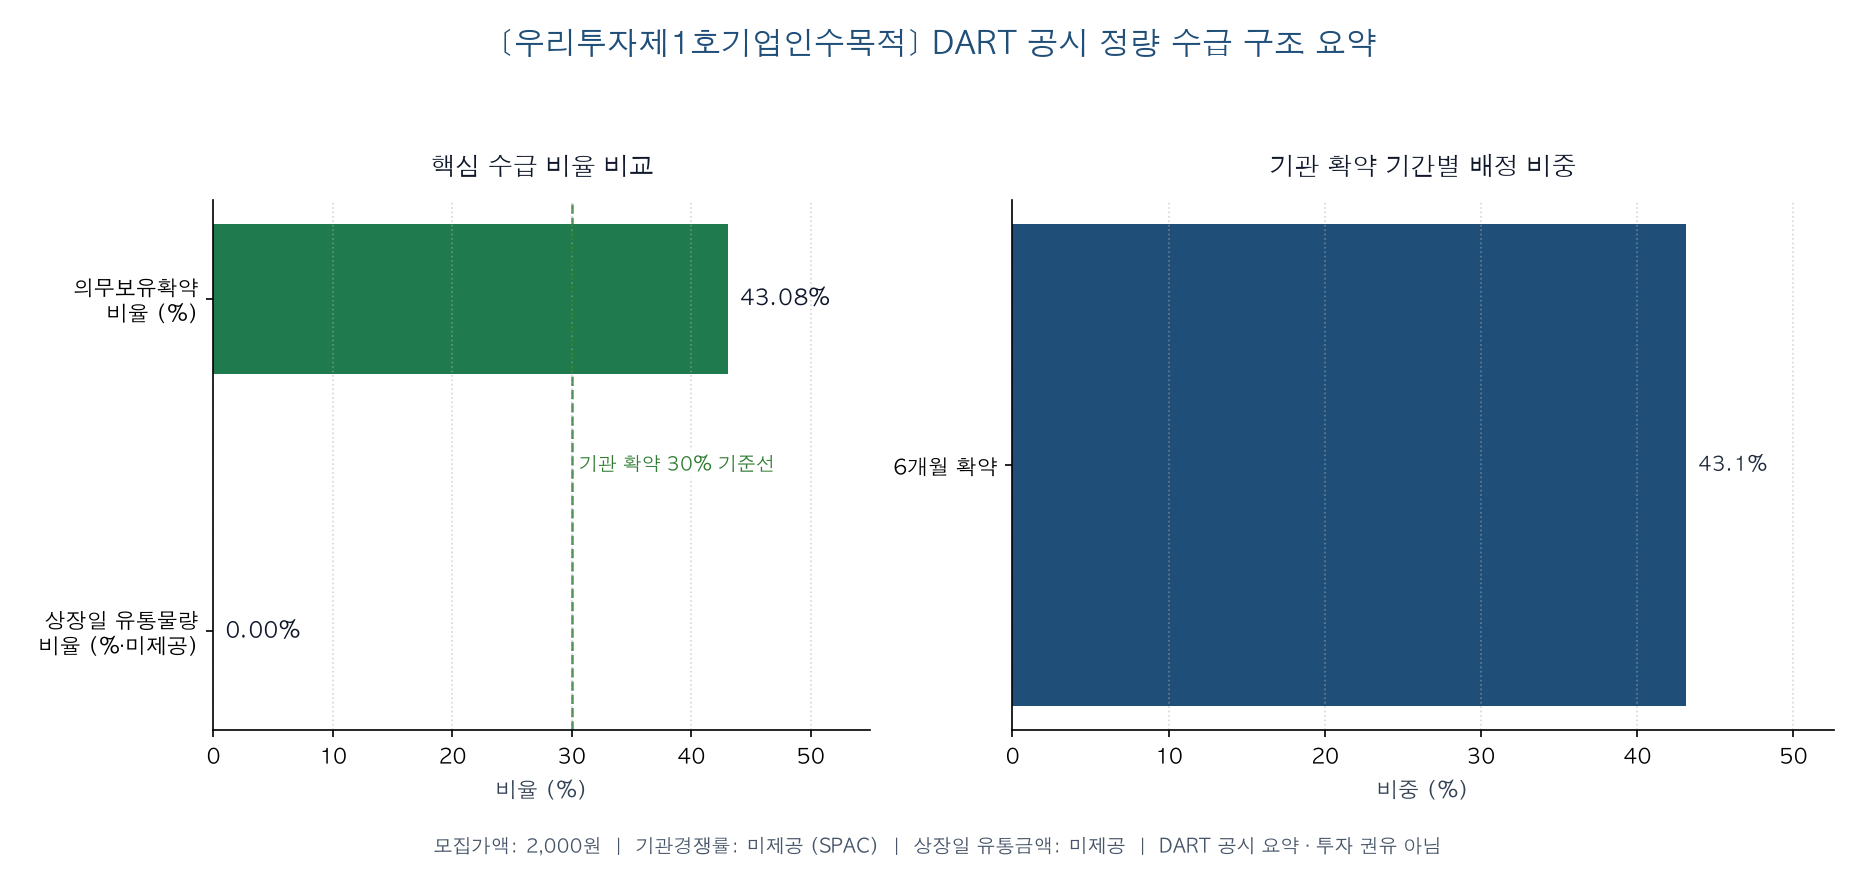 〔우리투자제1호기업인수목적〕 DART 공시 정량 수급 구조 요약
핵심 수급 비율 비교
의무보유확약
비율 (%)
43.08%
기관 확약 30% 기준선
상장일 유통물량
비율 (%·미제공)
0.00%
0 10 20 30 40 50
비율 (%)
기관 확약 기간별 배정 비중
6개월 확약
43.1%
0 10 20 30 40 50
비중 (%)
모집가액: 2,000원 | 기관경쟁률: 미제공 (SPAC) | 상장일 유통금액: 미제공 | DART 공시 요약 · 투자 권유 아님